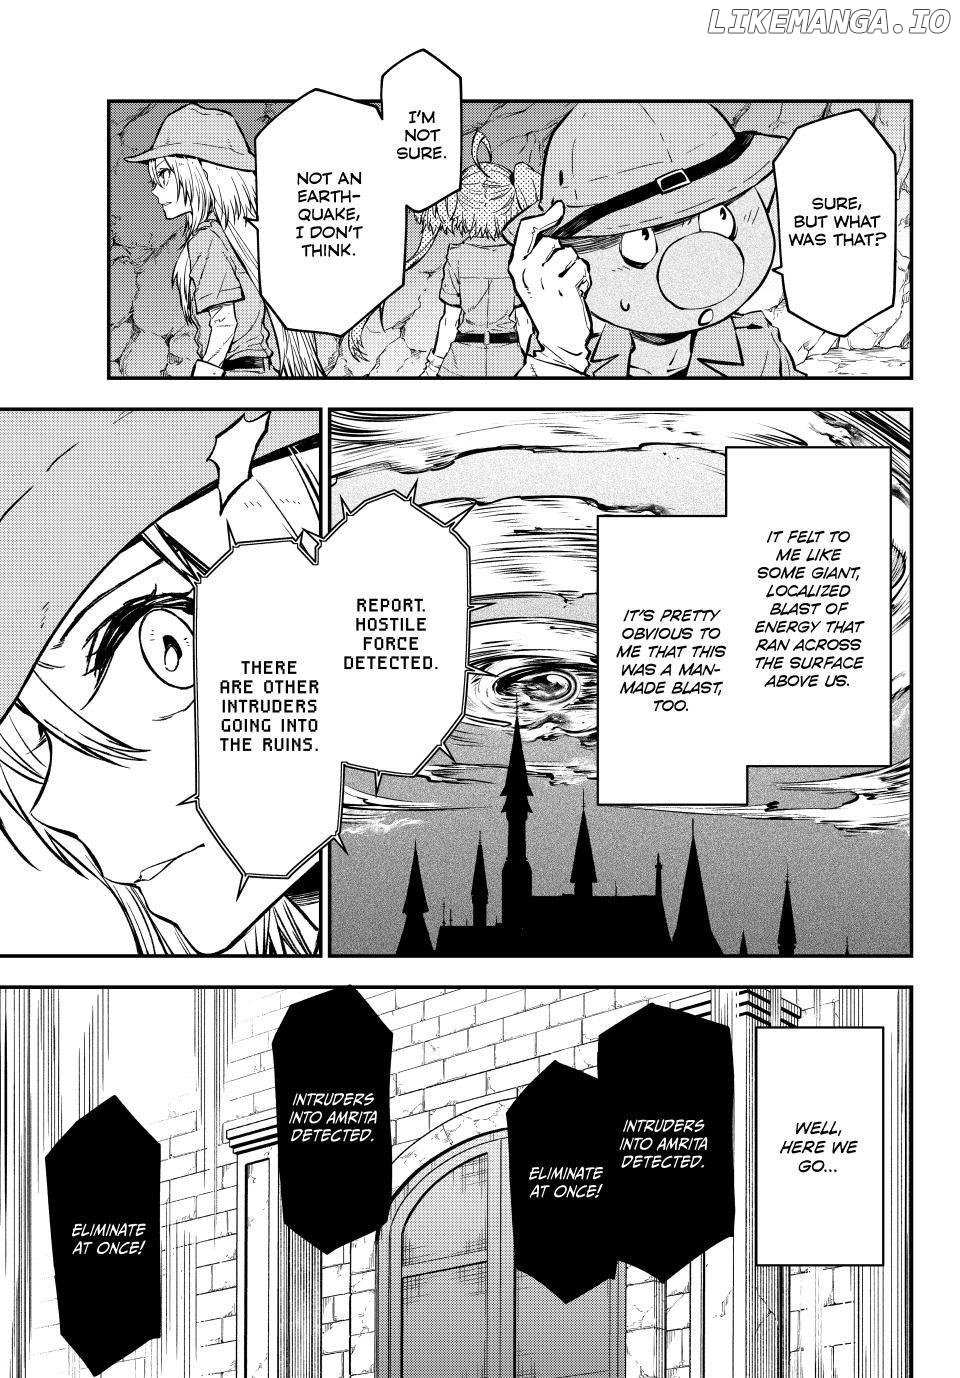 LIKEMANGA.IO
SURE,
BUT WHAT
WAS THAT?
I'M
NOT
SURE.
NOT AN
EARTH-
QUAKE,
I DON'T
THINK.
IT FELT TO
ME LIKE
SOME GIANT,
LOCALIZED
BLAST OF
ENERGY THAT
RAN ACROSS
THE SURFACE
ABOVE US.
IT'S PRETTY
OBVIOUS TO
ME THAT THIS
WAS A MAN-
MADE BLAST,
TOO.
REPORT.
HOSTILE
FORCE
DETECTED.
THERE
ARE OTHER
INTRUDERS
GOING INTO
THE RUINS.
WELL,
HERE WE
GO...
INTRUDERS
INTO AMRITA
DETECTED.
ELIMINATE
AT ONCE!
INTRUDERS
INTO AMRITA
DETECTED.
ELIMINATE
AT ONCE!